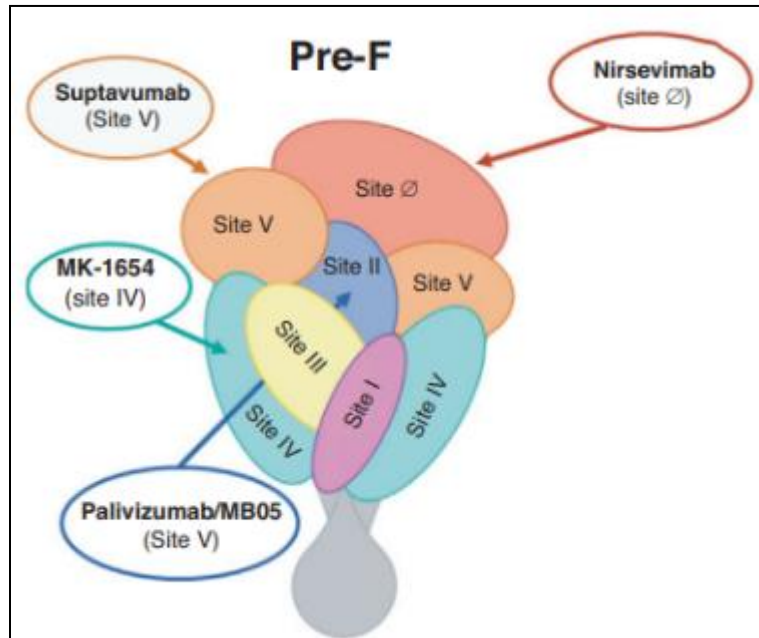 Pre-F
Suptavumab
(Site V)
Nirsevimab
(site ∅)
Site ∅
Site V
Site II
Site V
MK-1654
(site IV)
Site III
Site I
Site IV
Site IV
Palivizumab/MB05
(Site V)